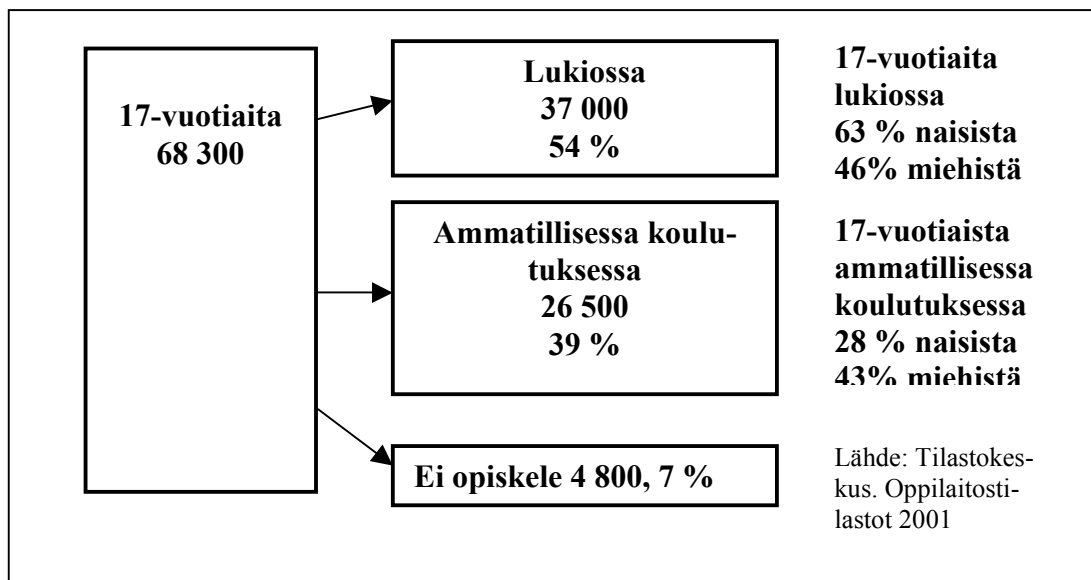 17-vuotiaita
68 300
Lukiossa
37 000
54 %
17-vuotiaita
lukiossa
63 % naisista
46% miehistä
Ammatillisessa koulu-
tuksessa
26 500
39 %
17-vuotiaista
ammatillisessa
koulutuksessa
28 % naisista
43% miehistä
Ei opiskele 4 800, 7 %
Lähde: Tilastokes-
kus. Oppilaitosti-
lastot 2001